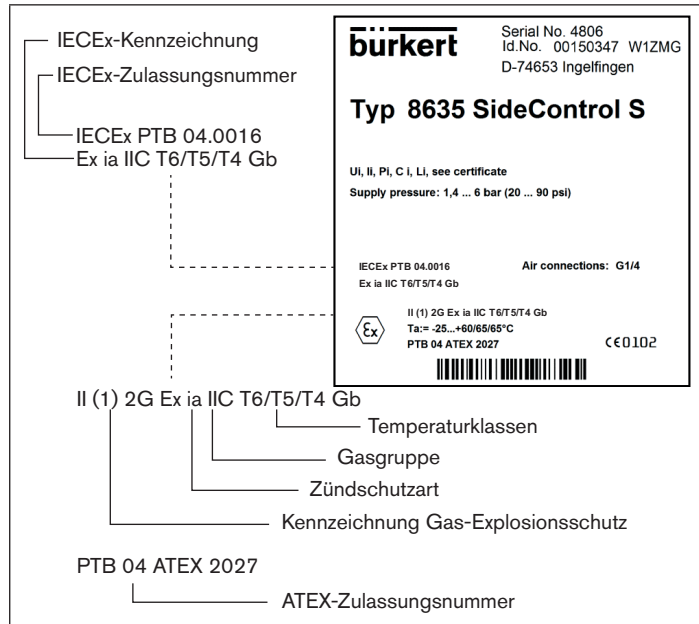 IECEx-Kennzeichnung
IECEx-Zulassungsnummer
IECEx PTB 04.0016
Ex ia IIC T6/T5/T4 Gb
bürkert
Serial No. 4806
Id.No. 00150347 W1ZMG
D-74653 Ingelfingen
Typ 8635 SideControl S
Ui, Ii, Pi, C i, Li, see certificate
Supply pressure: 1,4 ... 6 bar (20 ... 90 psi)
IECEx PTB 04.0016
Air connections: G1/4
Ex ia IIC T6/T5/T4 Gb
εx
II (1) 2G Ex ia IIC T6/T5/T4 Gb
Ta:= -25...+60/65/65°C
PTB 04 ATEX 2027
CE0102
II (1) 2G Ex ia IIC T6/T5/T4 Gb
Temperaturklassen
Gasgruppe
Zündschutzart
Kennzeichnung Gas-Explosionsschutz
PTB 04 ATEX 2027
ATEX-Zulassungsnummer